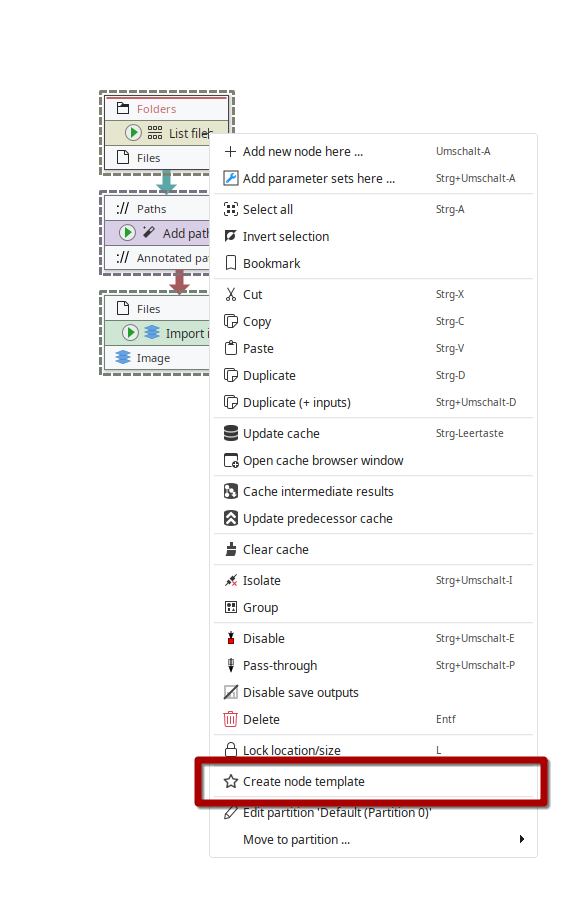 Folders
List files
Files
:// Paths
Add path
:// Annotated pa
Files
Import i
Image
Add new node here ... Umschalt-A
Add parameter sets here ... Strg+Umschalt-A
Select all Strg-A
Invert selection
Bookmark
Cut Strg-X
Copy Strg-C
Paste Strg-V
Duplicate Strg-D
Duplicate (+ inputs) Strg+Umschalt-D
Update cache Strg-Leertaste
Open cache browser window
Cache intermediate results
Update predecessor cache
Clear cache
Isolate Strg+Umschalt-I
Group
Disable Strg+Umschalt-E
Pass-through Strg+Umschalt-P
Disable save outputs
Delete Entf
Lock location/size L
Create node template
Edit partition 'Default (Partition 0)'
Move to partition ...